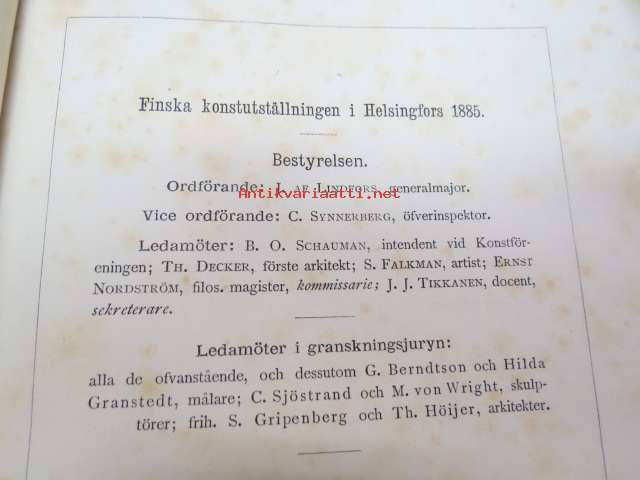 Finska konstutställningen i Helsingfors 1885.
Bestyrelsen.
Ordförande: J. AF LINDFORS, generalmajor.
Antikvariaatti.net
Vice ordförande: C. SYNNERBERG, öfverinspektor.
Ledamöter: B. O. SCHAUMAN, intendent vid Konstför-
eningen; TH. DECKER, förste arkitekt; S. FALKMAN, artist; ERNST
NORDSTRÖM, filos. magister, kommissarie; J. J. TIKKANEN, docent,
sekreterare.
Ledamöter i granskningsjuryn:
alla de ofvanstående, och dessutom G. Berndtson och Hilda
Granstedt, målare; C. Sjöstrand och M. von Wright, skulp-
törer; frih. S. Gripenberg och Th. Höijer, arkitekter.